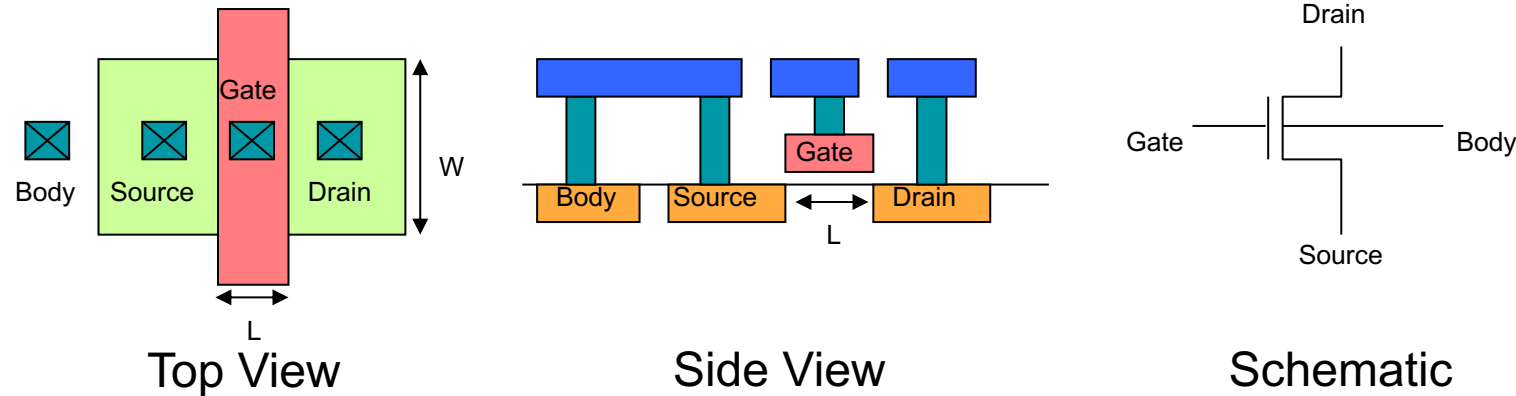 Gate
Body
Source
Drain
W
L
Top View
Gate
Body
Source
Drain
L
Side View
Drain
Gate
Body
Source
Schematic